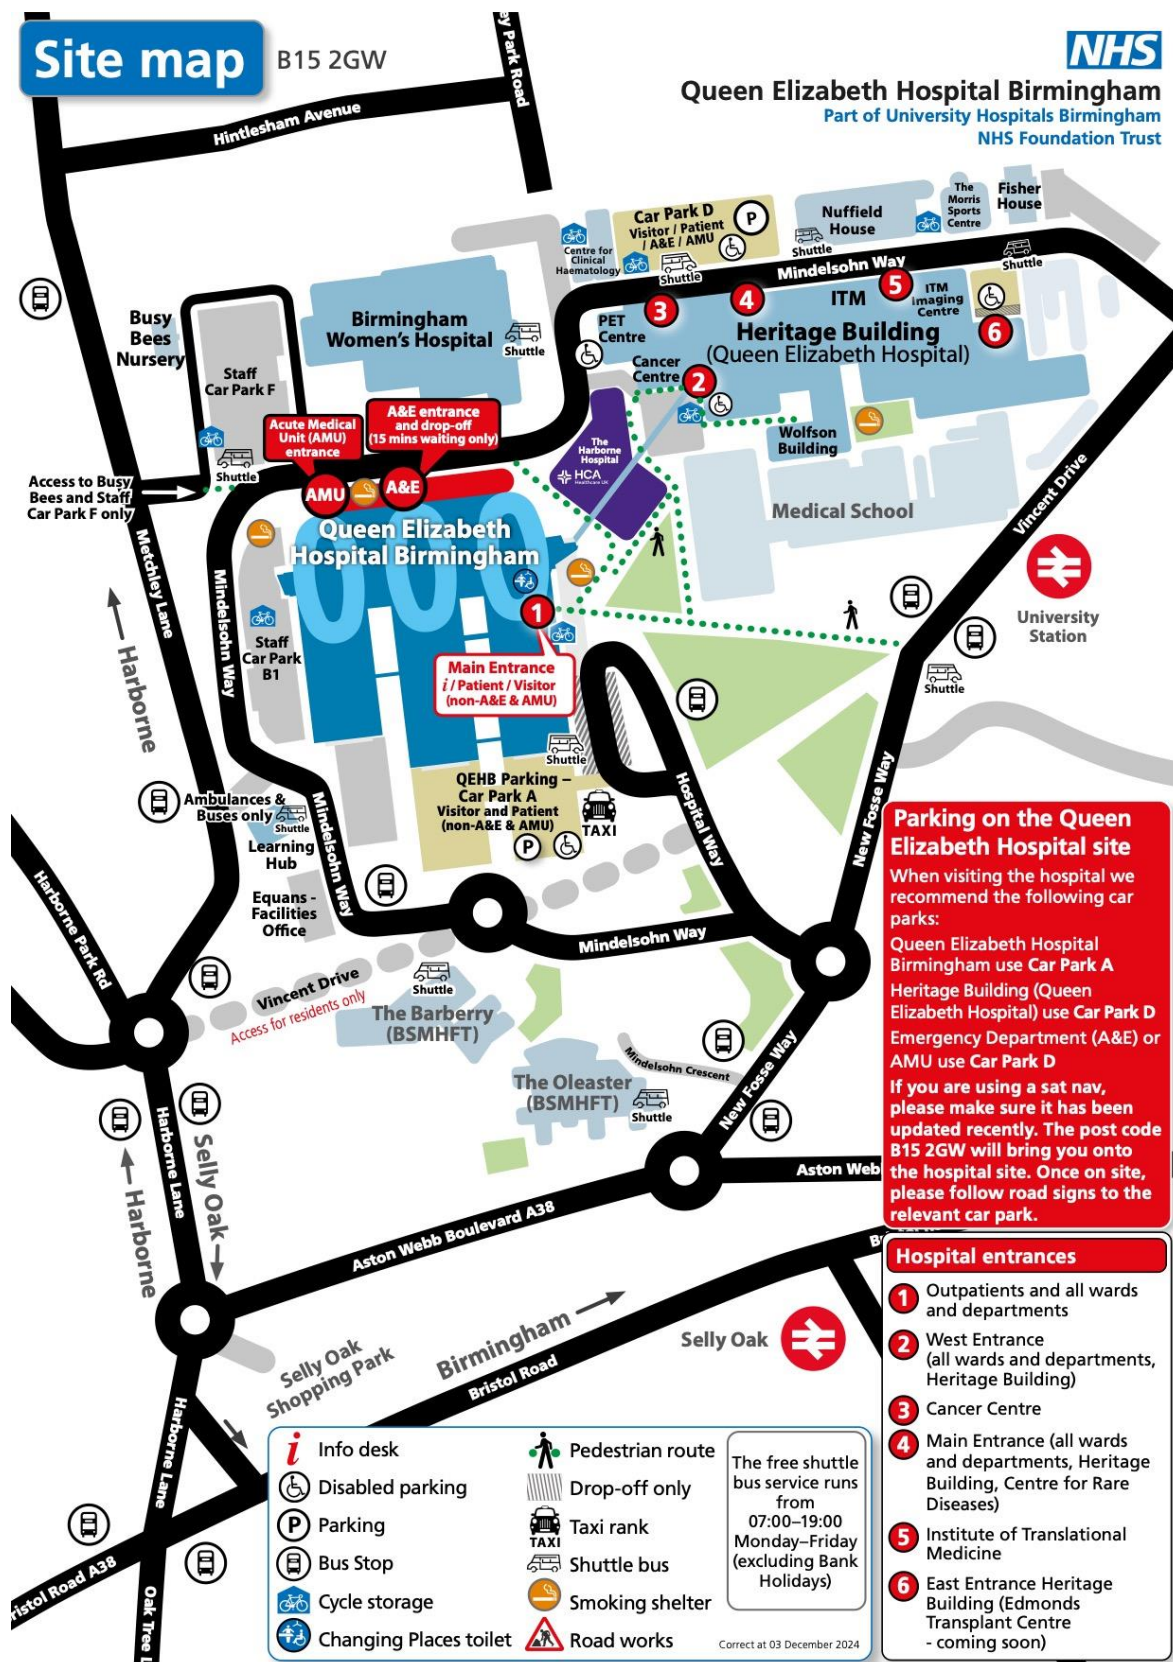 Site map
B15 2GW
NHS
Queen Elizabeth Hospital Birmingham
Part of University Hospitals Birmingham
NHS Foundation Trust
ey Park Road
Hintlesham Avenue
Car Park D
Visitor / Patient
/ A&E / AMU
P
Centre for
Clinical
Haematology
Shuttle
Shuttle
Nuffield
House
The
Morris
Sports
Centre
Fisher
House
Shuttle
Mindelsohn Way
Busy
Bees
Nursery
Birmingham
Women's Hospital
Shuttle
PET
Centre
3
4
5
6
ITM
ITM
Imaging
Centre
Heritage Building
(Queen Elizabeth Hospital)
Cancer
Centre
2
Staff
Car Park F
Shuttle
Acute Medical
Unit (AMU)
entrance
A&E entrance
and drop-off
(15 mins waiting only)
AMU
A&E
The
Harborne
Hospital
HCA
Healthcare UK
Wolfson
Building
Medical School
Vincent Drive
Access to Busy
Bees and Staff
Car Park F only
Metchley Lane
Mindelsohn Way
Queen Elizabeth
Hospital Birmingham
1
University
Station
Shuttle
Harborne
Staff
Car Park
B1
Main Entrance
i / Patient / Visitor
(non-A&E & AMU)
Shuttle
QEHB Parking –
Car Park A
Visitor and Patient
(non-A&E & AMU)
P
TAXI
Hospital Way
New Fosse Way
Ambulances &
Buses only
Shuttle
Learning
Hub
Mindelsohn Way
Equans -
Facilities
Office
Harborne Park Rd
Mindelsohn Way
Vincent Drive
Access for residents only
Shuttle
The Barberry
(BSMHFT)
The Oleaster
(BSMHFT)
Shuttle
Mindelsohn Crescent
New Fosse Way
Harborne Lane
Selly Oak
Harborne
Aston Webb Boulevard A38
Aston Webb
Birmingham
Bristol Road
Selly Oak
Selly Oak
Shopping Park
Harborne Lane
ristol Road A38
Oak Tree L
Parking on the Queen
Elizabeth Hospital site
When visiting the hospital we
recommend the following car
parks:
Queen Elizabeth Hospital
Birmingham use Car Park A
Heritage Building (Queen
Elizabeth Hospital) use Car Park D
Emergency Department (A&E) or
AMU use Car Park D
If you are using a sat nav,
please make sure it has been
updated recently. The post code
B15 2GW will bring you onto
the hospital site. Once on site,
please follow road signs to the
relevant car park.
Hospital entrances
1 Outpatients and all wards
and departments
2 West Entrance
(all wards and departments,
Heritage Building)
3 Cancer Centre
4 Main Entrance (all wards
and departments, Heritage
Building, Centre for Rare
Diseases)
5 Institute of Translational
Medicine
6 East Entrance Heritage
Building (Edmonds
Transplant Centre
- coming soon)
i Info desk
Disabled parking
P Parking
Bus Stop
Cycle storage
Changing Places toilet
Pedestrian route
Drop-off only
TAXI Taxi rank
Shuttle bus
Smoking shelter
Road works
The free shuttle
bus service runs
from
07:00–19:00
Monday–Friday
(excluding Bank
Holidays)
Correct at 03 December 2024